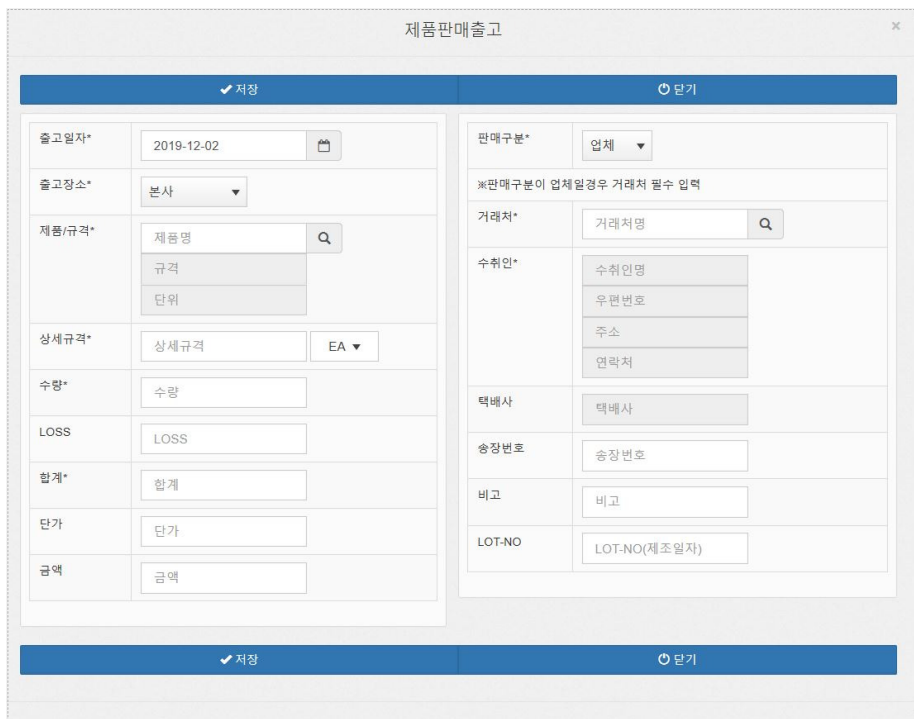 제품판매출고
×
저장
닫기
출고일자*
2019-12-02
출고장소*
본사
제품/규격*
제품명
규격
단위
상세규격*
상세규격
EA
수량*
수량
LOSS
LOSS
합계*
합계
단가
단가
금액
금액
판매구분*
업체
※판매구분이 업체일경우 거래처 필수 입력
거래처*
거래처명
수취인*
수취인명
우편번호
주소
연락처
택배사
택배사
송장번호
송장번호
비고
비고
LOT-NO
LOT-NO(제조일자)
저장
닫기